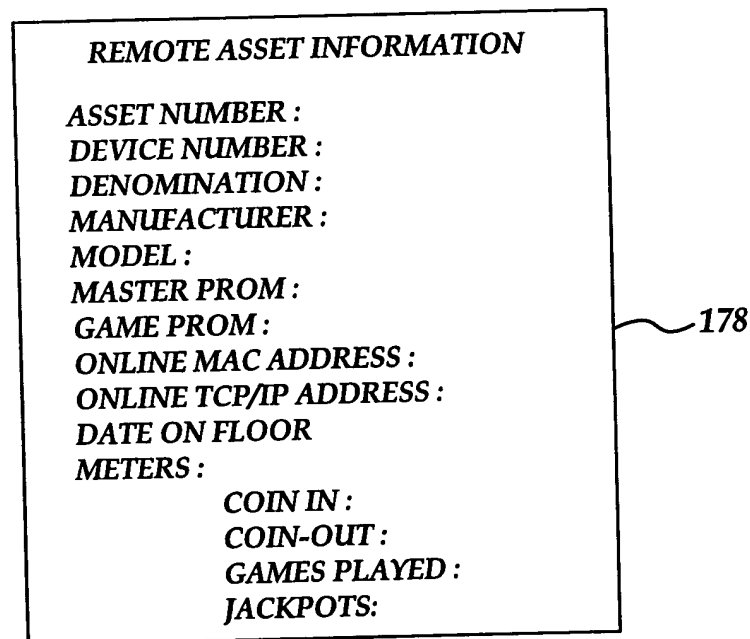 REMOTE ASSET INFORMATION
ASSET NUMBER :
DEVICE NUMBER :
DENOMINATION :
MANUFACTURER :
MODEL :
MASTER PROM :
GAME PROM :
ONLINE MAC ADDRESS :
ONLINE TCP/IP ADDRESS :
DATE ON FLOOR
METERS :
COIN IN :
COIN-OUT :
GAMES PLAYED :
JACKPOTS:
178